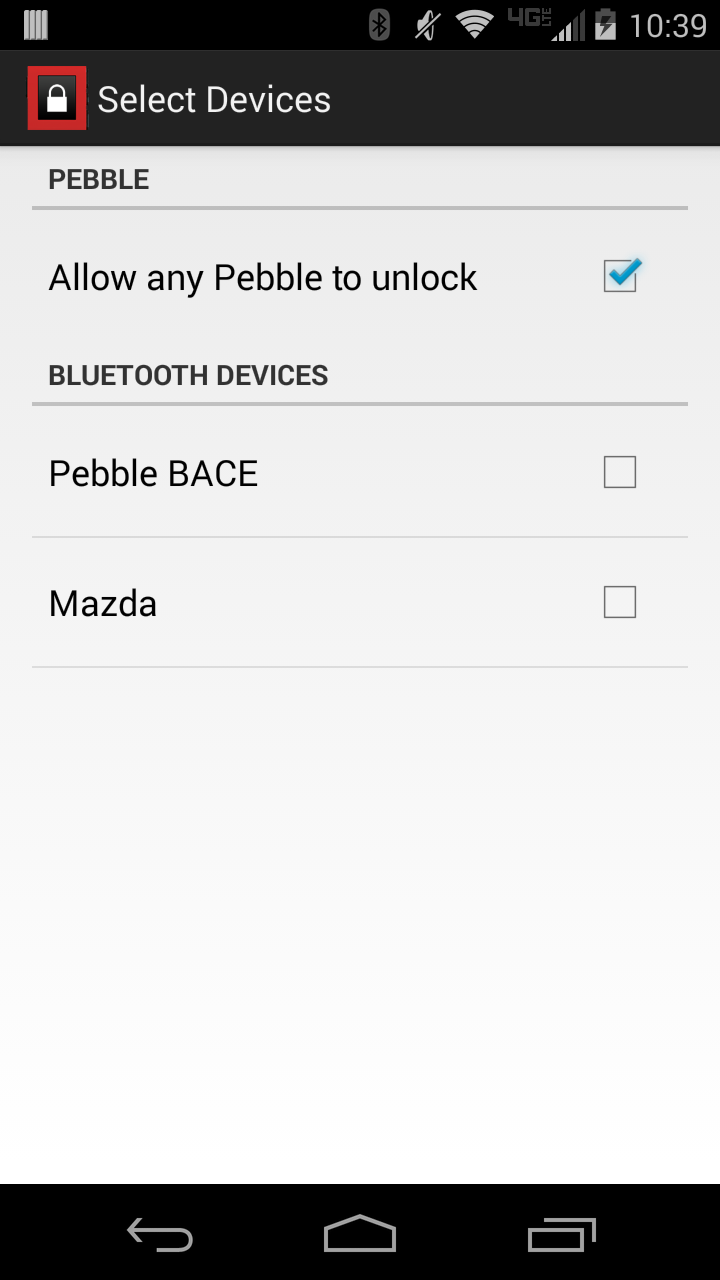 4G LTE 10:39
Select Devices
PEBBLE
Allow any Pebble to unlock
BLUETOOTH DEVICES
Pebble BACE
Mazda